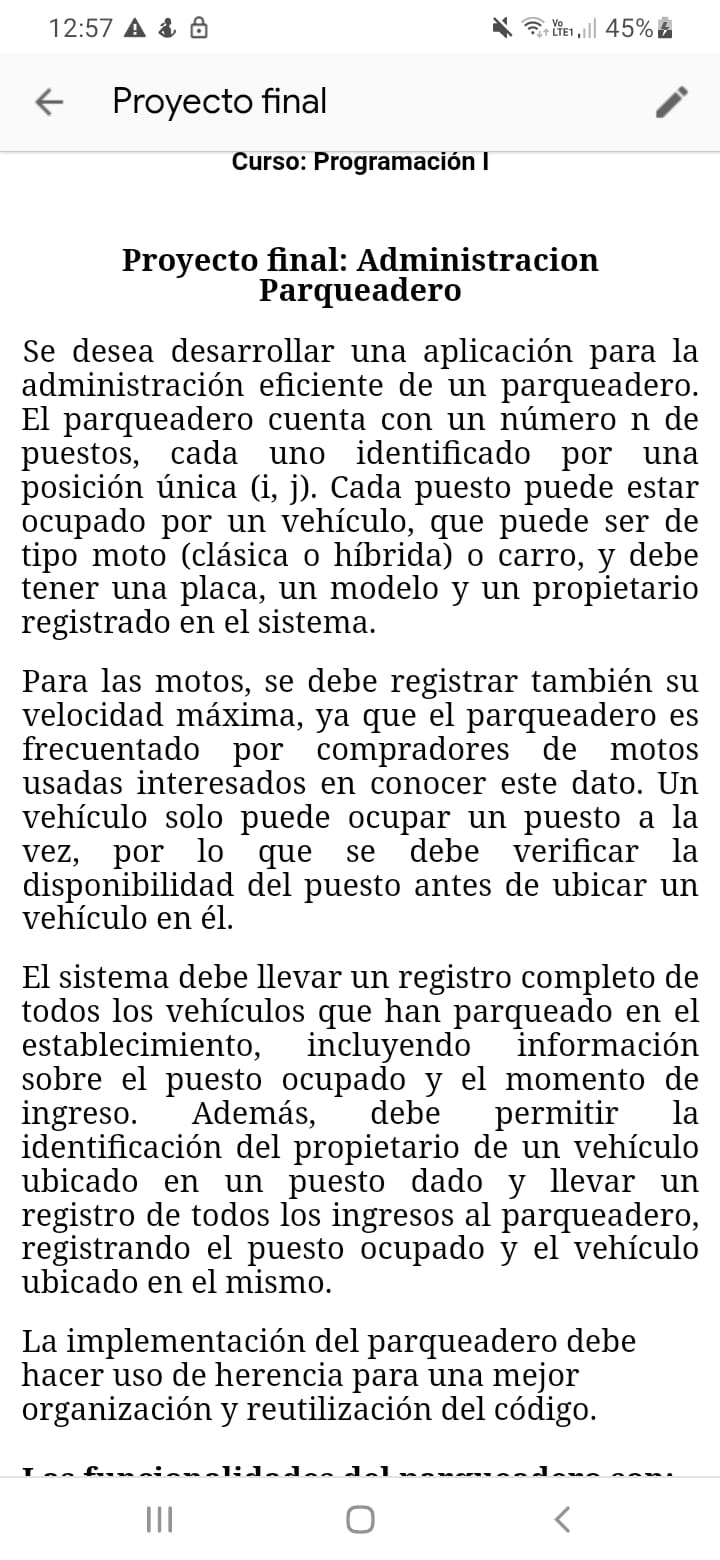 12:57
Vo
LTE1
45%
Proyecto final
Curso: Programación I
Proyecto final: Administracion
Parqueadero
Se desea desarrollar una aplicación para la
administración eficiente de un parqueadero.
El parqueadero cuenta con un número n de
puestos, cada uno identificado por una
posición única (i, j). Cada puesto puede estar
ocupado por un vehículo, que puede ser de
tipo moto (clásica o híbrida) o carro, y debe
tener una placa, un modelo y un propietario
registrado en el sistema.
Para las motos, se debe registrar también su
velocidad máxima, ya que el parqueadero es
frecuentado por compradores de motos
usadas interesados en conocer este dato. Un
vehículo solo puede ocupar un puesto a la
vez, por lo que se debe verificar la
disponibilidad del puesto antes de ubicar un
vehículo en él.
El sistema debe llevar un registro completo de
todos los vehículos que han parqueado en el
establecimiento, incluyendo información
sobre el puesto ocupado y el momento de
ingreso. Además, debe permitir la
identificación del propietario de un vehículo
ubicado en un puesto dado y llevar un
registro de todos los ingresos al parqueadero,
registrando el puesto ocupado y el vehículo
ubicado en el mismo.
La implementación del parqueadero debe
hacer uso de herencia para una mejor
organización y reutilización del código.
Las funcionalidades del parqueadero son: